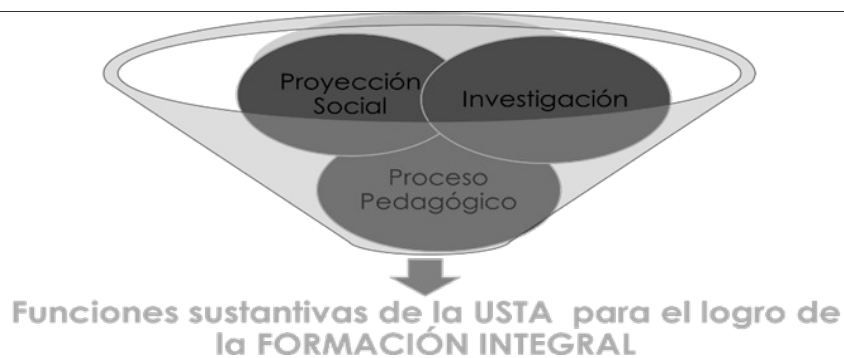 Proyección
Social
Investigación
Proceso
Pedagógico
Funciones sustantivas de la USTA para el logro de
la FORMACIÓN INTEGRAL